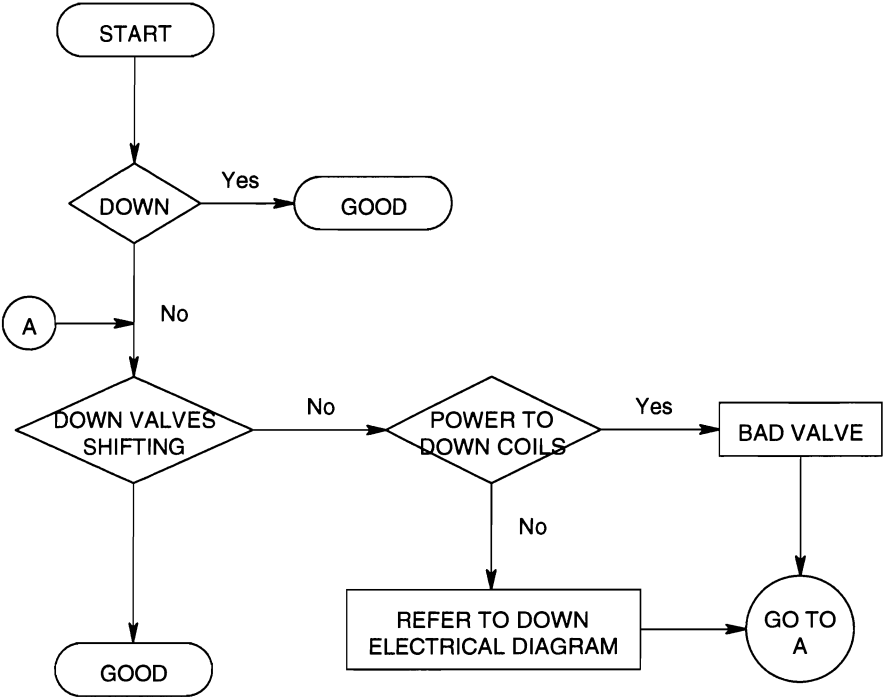 START
DOWN
Yes
GOOD
A
No
DOWN VALVES
SHIFTING
No
POWER TO
DOWN COILS
Yes
BAD VALVE
No
REFER TO DOWN
ELECTRICAL DIAGRAM
GO TO
A
GOOD